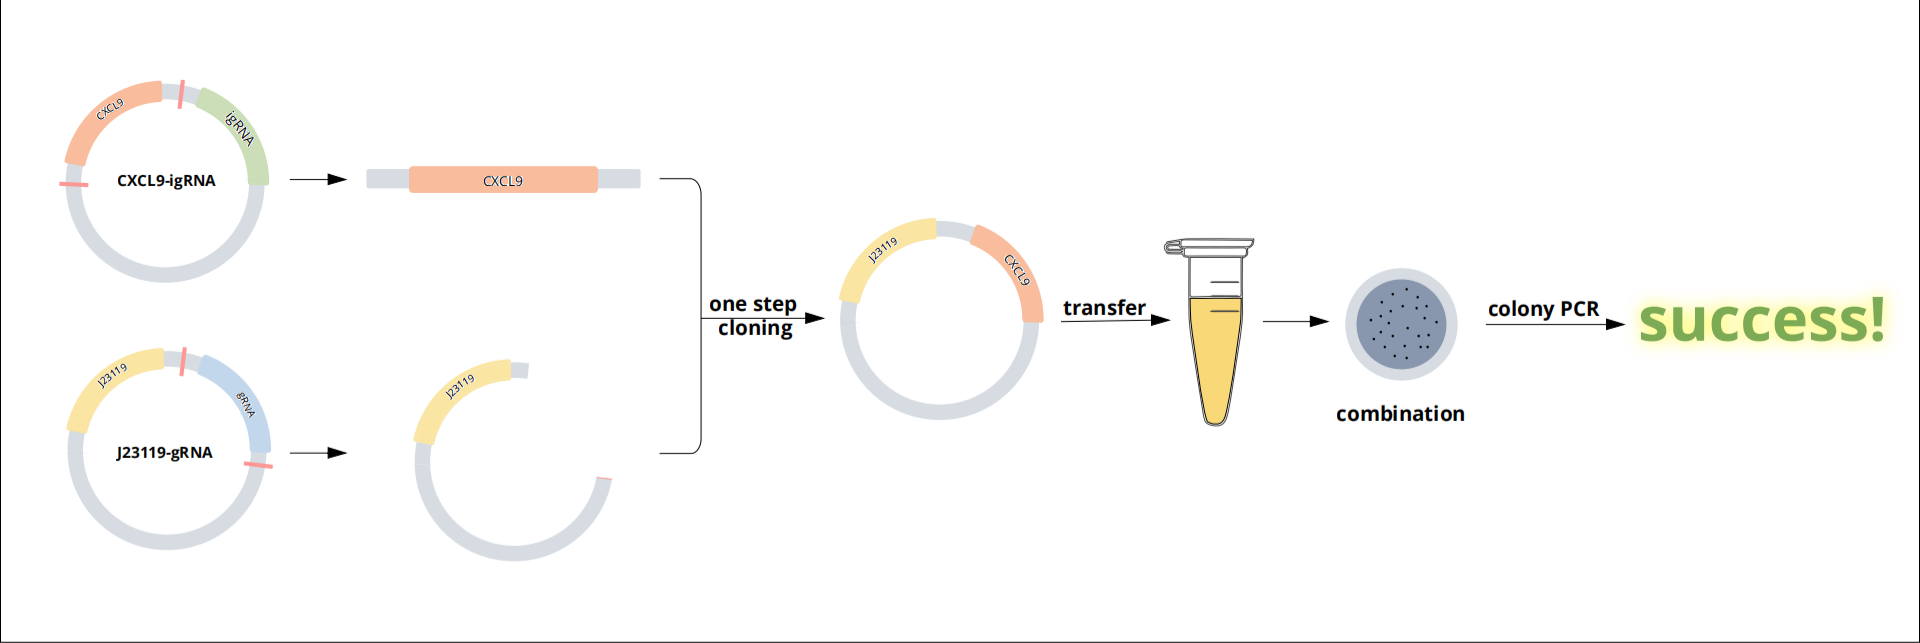 CXCL9
igRNA
CXCL9-igRNA
CXCL9
J23119
gRNA
J23119-gRNA
J23119
one step
cloning
J23119
CXCL9
transfer
combination
colony PCR
success!